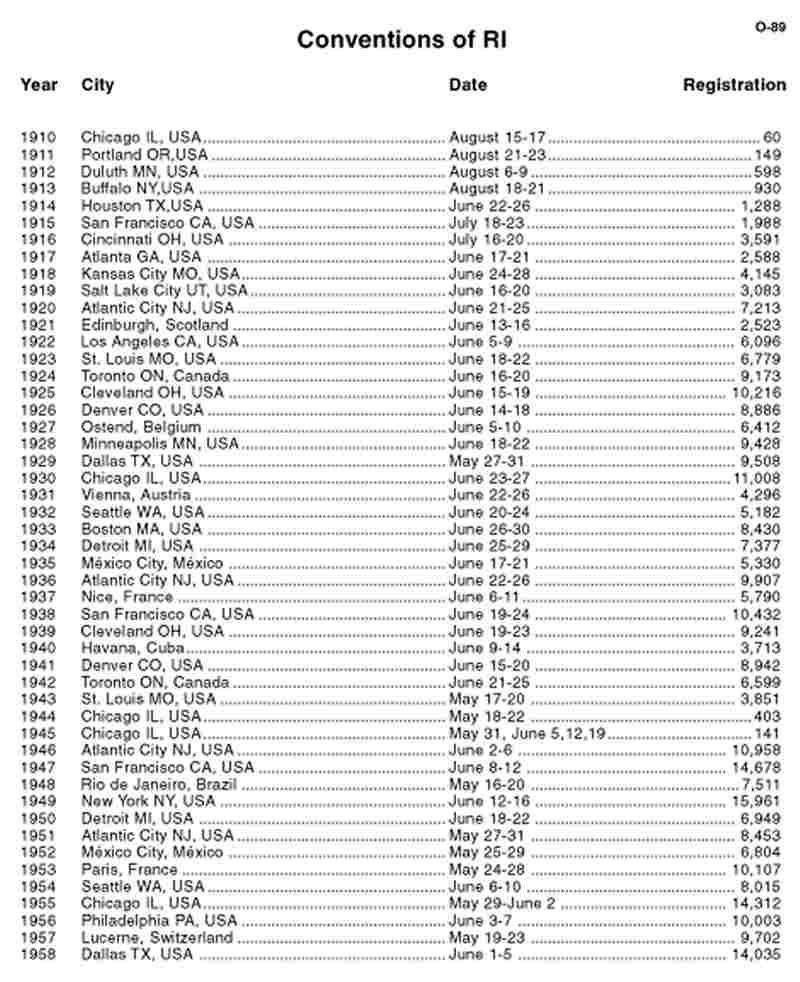 O-89
Conventions of RI
Year City Date Registration
1910 Chicago IL, USA August 15-17 60
1911 Portland OR,USA August 21-23 149
1912 Duluth MN, USA August 6-9 598
1913 Buffalo NY,USA August 18-21 930
1914 Houston TX,USA June 22-26 1,288
1915 San Francisco CA, USA July 18-23 1,988
1916 Cincinnati OH, USA July 16-20 3,591
1917 Atlanta GA, USA June 17-21 2,588
1918 Kansas City MO, USA June 24-28 4,145
1919 Salt Lake City UT, USA June 16-20 3,083
1920 Atlantic City NJ, USA June 21-25 7,213
1921 Edinburgh, Scotland June 13-16 2,523
1922 Los Angeles CA, USA June 5-9 6,096
1923 St. Louis MO, USA June 18-22 6,779
1924 Toronto ON, Canada June 16-20 9,173
1925 Cleveland OH, USA June 15-19 10,216
1926 Denver CO, USA June 14-18 8,886
1927 Ostend, Belgium June 5-10 6,412
1928 Minneapolis MN, USA June 18-22 9,428
1929 Dallas TX, USA May 27-31 9,508
1930 Chicago IL, USA June 23-27 11,008
1931 Vienna, Austria June 22-26 4,296
1932 Seattle WA, USA June 20-24 5,182
1933 Boston MA, USA June 26-30 8,430
1934 Detroit MI, USA June 25-29 7,377
1935 México City, México June 17-21 5,330
1936 Atlantic City NJ, USA June 22-26 9,907
1937 Nice, France June 6-11 5,790
1938 San Francisco CA, USA June 19-24 10,432
1939 Cleveland OH, USA June 19-23 9,241
1940 Havana, Cuba June 9-14 3,713
1941 Denver CO, USA June 15-20 8,942
1942 Toronto ON, Canada June 21-25 6,599
1943 St. Louis MO, USA May 17-20 3,851
1944 Chicago IL, USA May 18-22 403
1945 Chicago IL, USA May 31, June 5,12,19 141
1946 Atlantic City NJ, USA June 2-6 10,958
1947 San Francisco CA, USA June 8-12 14,678
1948 Rio de Janeiro, Brazil May 16-20 7,511
1949 New York NY, USA June 12-16 15,961
1950 Detroit MI, USA June 18-22 6,949
1951 Atlantic City NJ, USA May 27-31 8,453
1952 México City, México May 25-29 6,804
1953 Paris, France May 24-28 10,107
1954 Seattle WA, USA June 6-10 8,015
1955 Chicago IL, USA May 29-June 2 14,312
1956 Philadelphia PA, USA June 3-7 10,003
1957 Lucerne, Switzerland May 19-23 9,702
1958 Dallas TX, USA June 1-5 14,035